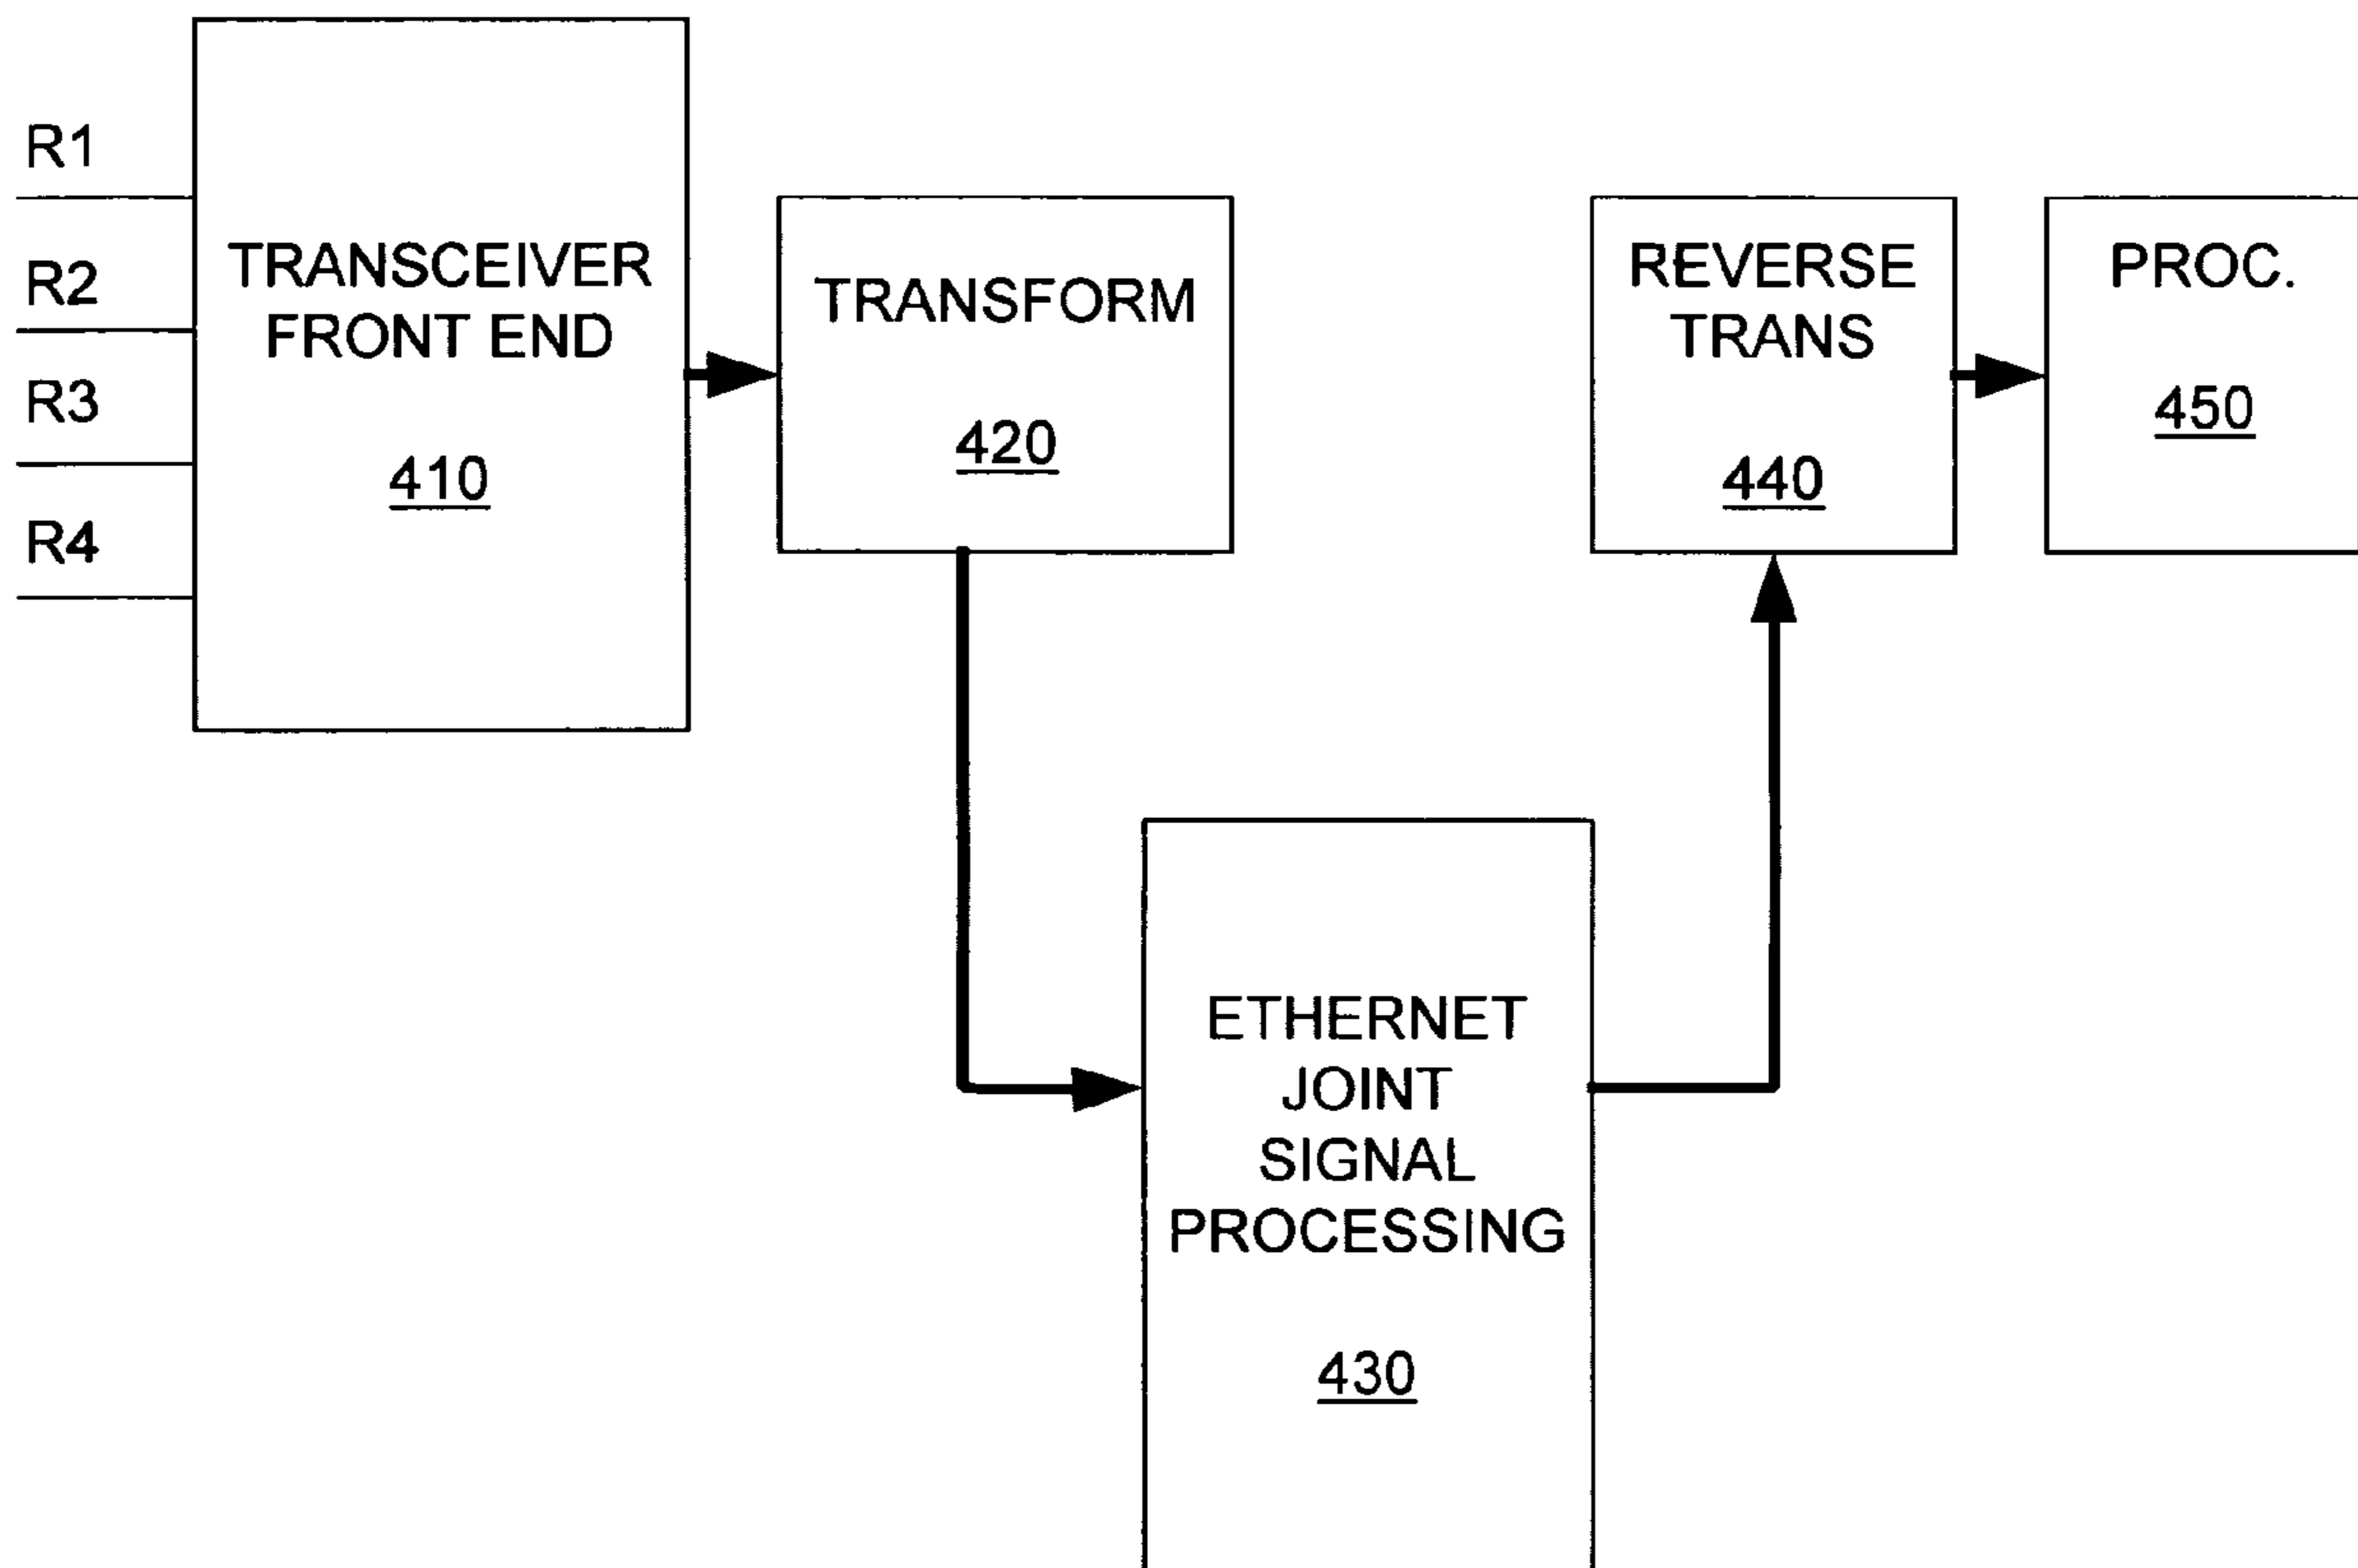 R1
R2
R3
R4
TRANSCEIVER
FRONT END
410
TRANSFORM
420
ETHERNET
JOINT
SIGNAL
PROCESSING
430
REVERSE
TRANS
440
PROC.
450